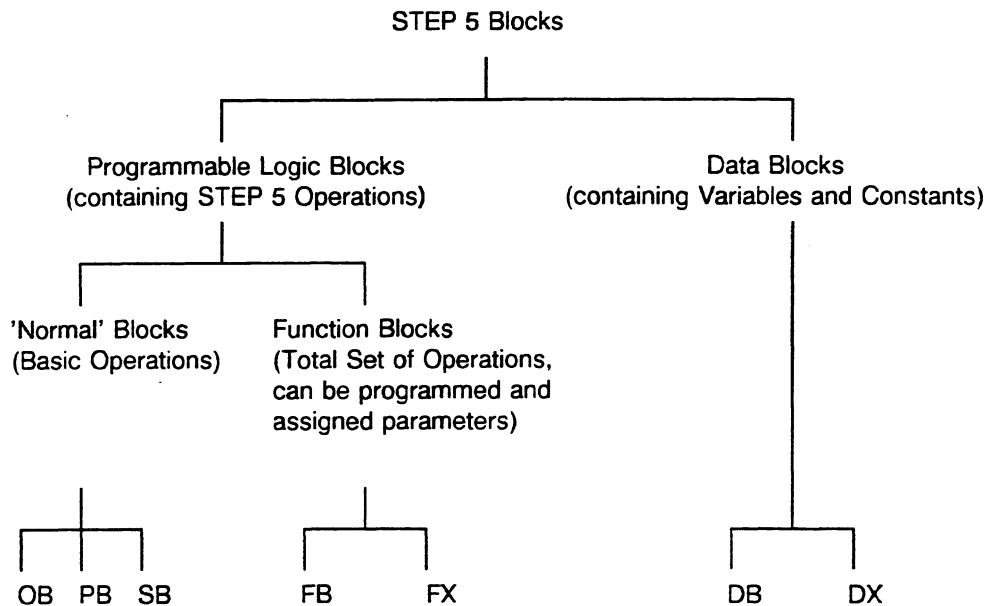 STEP 5 Blocks
Programmable Logic Blocks
(containing STEP 5 Operations)
Data Blocks
(containing Variables and Constants)
'Normal' Blocks
(Basic Operations)
Function Blocks
(Total Set of Operations,
can be programmed and
assigned parameters)
OB PB SB
FB FX
DB DX